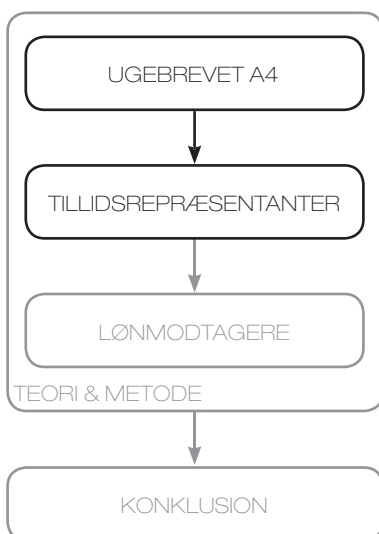 UGEBREVET A4
TILLIDSREPRÆSENTANTER
LØNMODTAGERE
TEORI & METODE
KONKLUSION